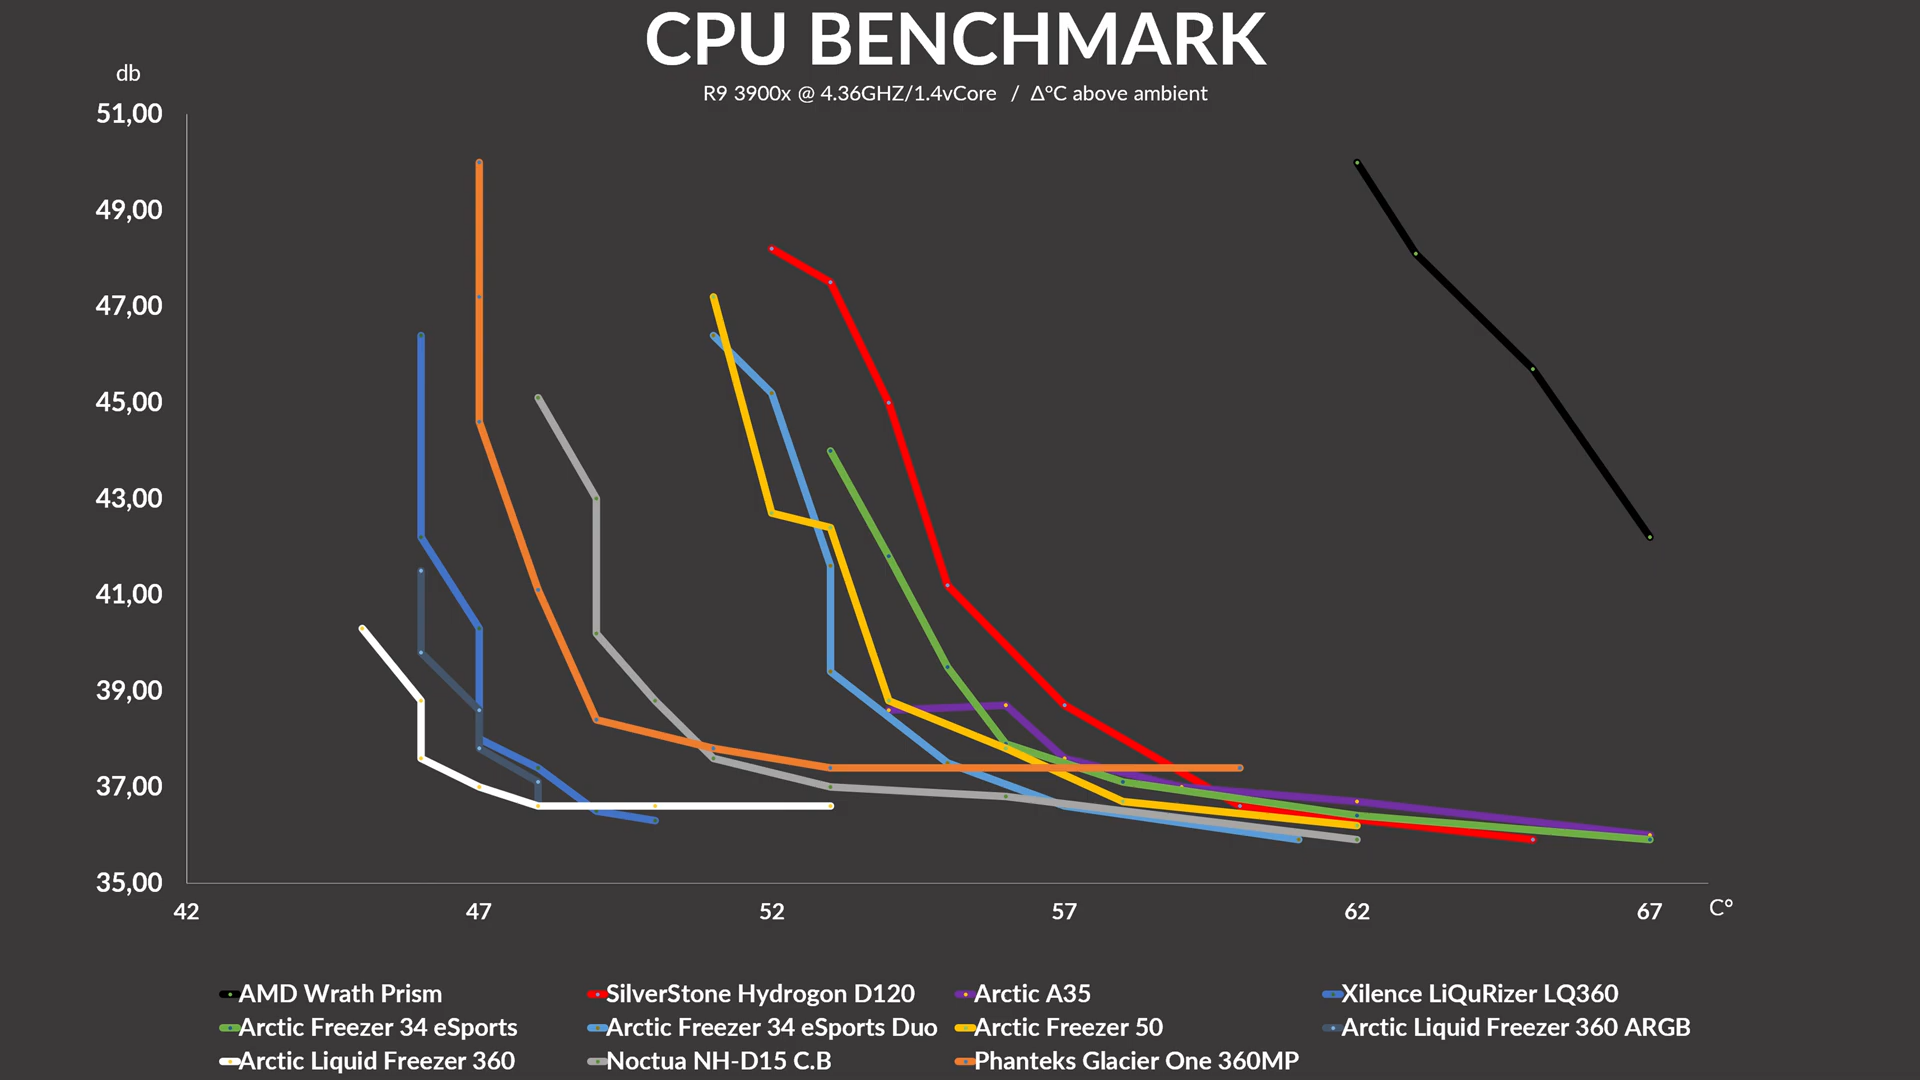 CPU BENCHMARK
R9 3900x @ 4.36GHZ/1.4vCore / Δ°C above ambient
db
51,00
49,00
47,00
45,00
43,00
41,00
39,00
37,00
35,00
42 47 52 57 62 67 C°
AMD Wrath Prism SilverStone Hydrogon D120 Arctic A35 Xilence LiQuRizer LQ360
Arctic Freezer 34 eSports Arctic Freezer 34 eSports Duo Arctic Freezer 50 Arctic Liquid Freezer 360 ARGB
Arctic Liquid Freezer 360 Noctua NH-D15 C.B Phanteks Glacier One 360MP